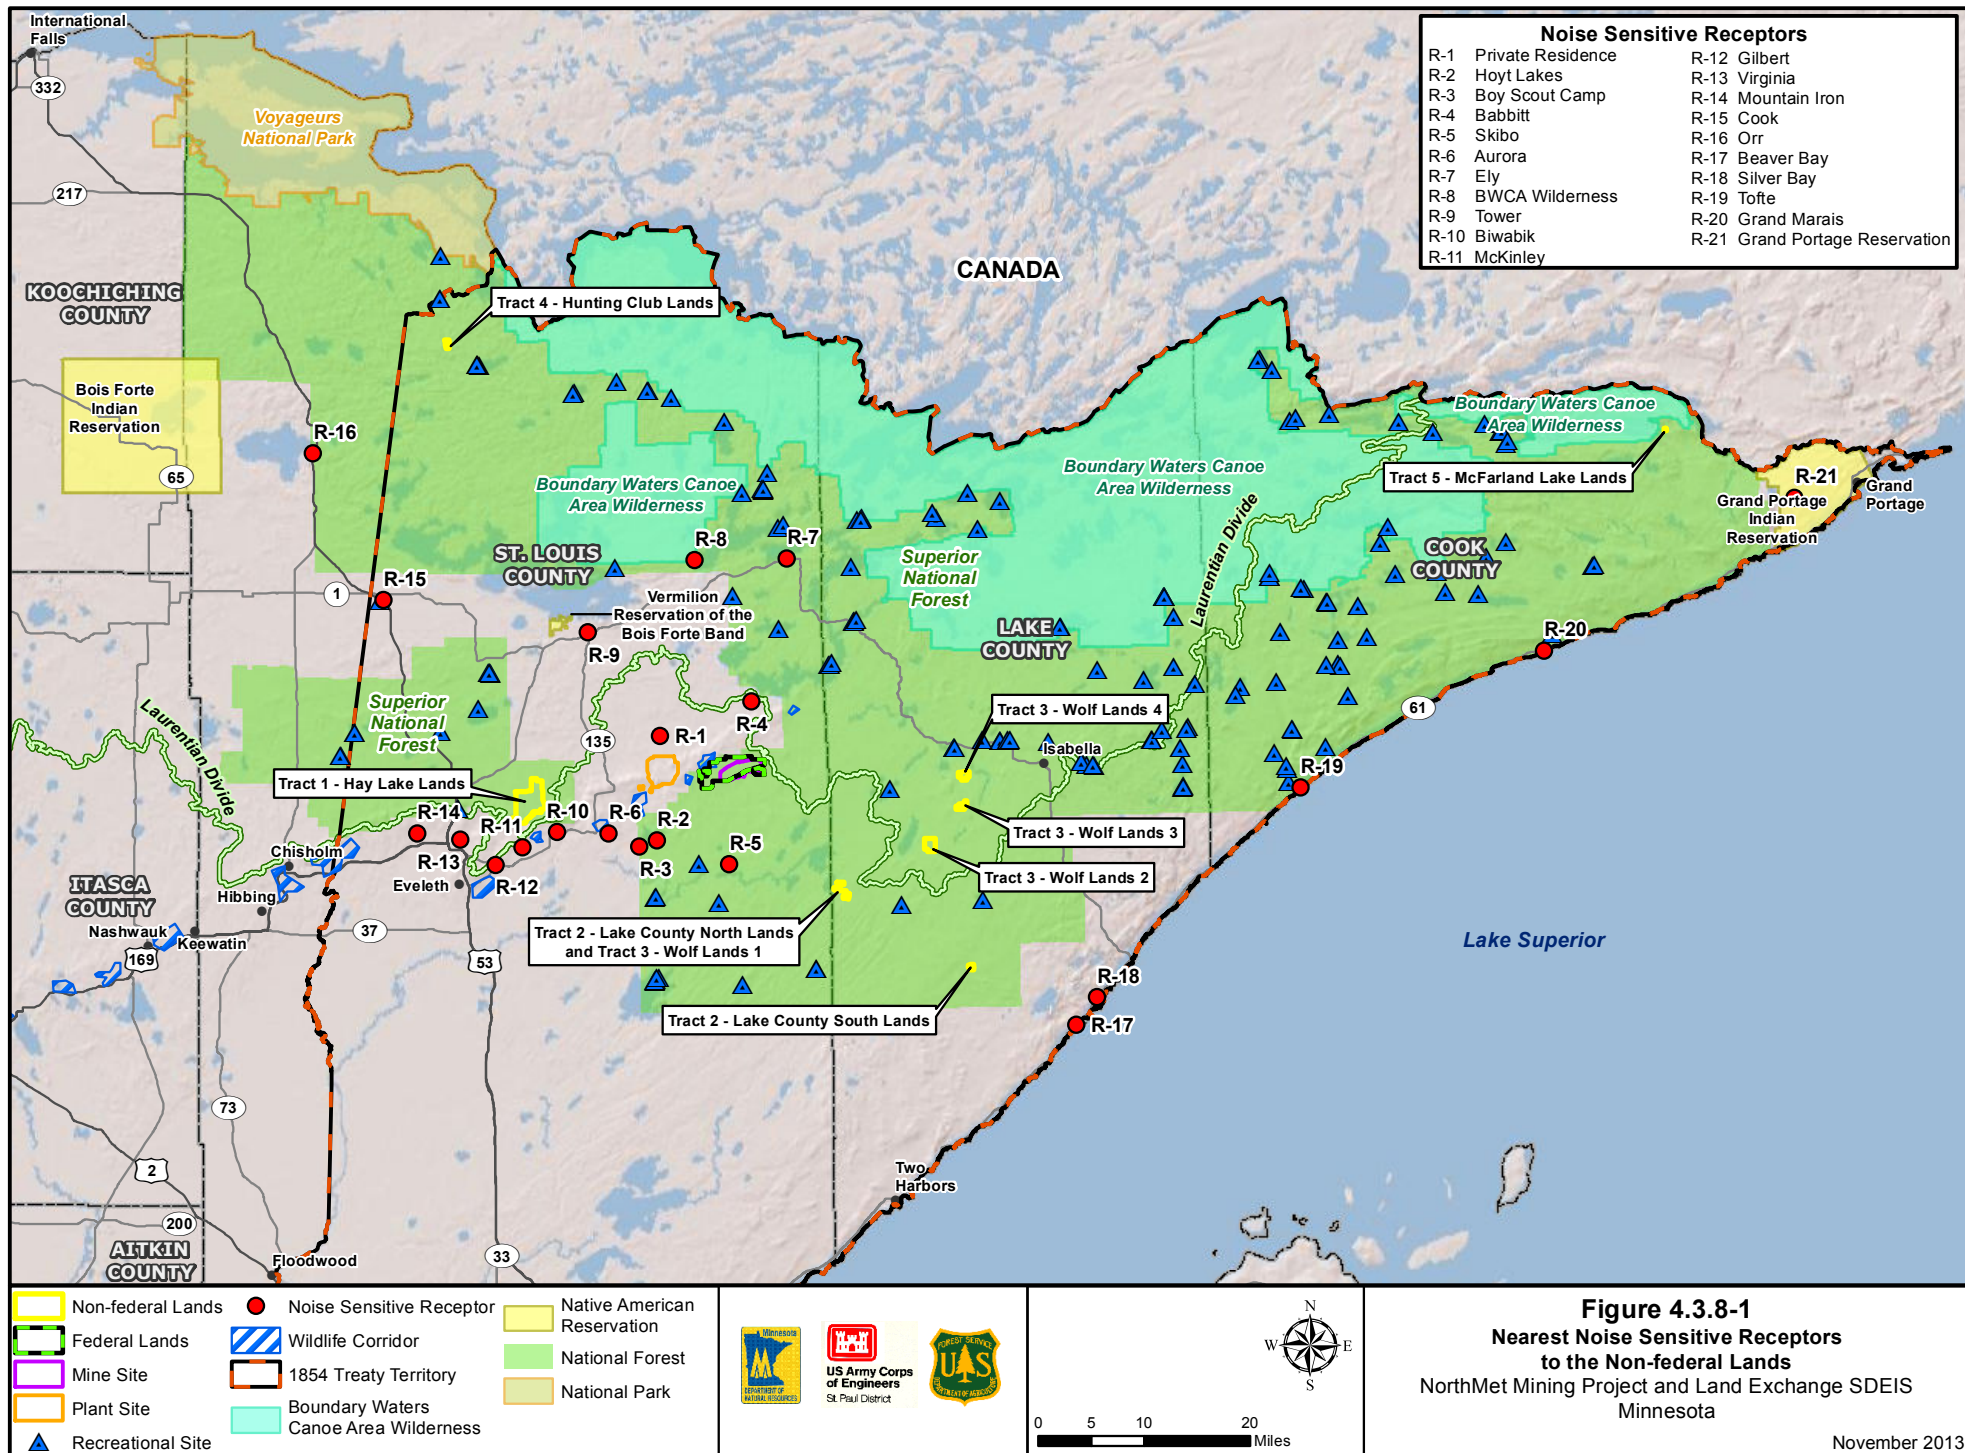 International
Falls
332
217
Voyageurs
National Park
KOOCHICHING
COUNTY
Bois Forte
Indian
Reservation
65
R-16
CANADA
Tract 4 - Hunting Club Lands
Noise Sensitive Receptors
R-1 Private Residence
R-2 Hoyt Lakes
R-3 Boy Scout Camp
R-4 Babbitt
R-5 Skibo
R-6 Aurora
R-7 Ely
R-8 BWCA Wilderness
R-9 Tower
R-10 Biwabik
R-11 McKinley
R-12 Gilbert
R-13 Virginia
R-14 Mountain Iron
R-15 Cook
R-16 Orr
R-17 Beaver Bay
R-18 Silver Bay
R-19 Tofte
R-20 Grand Marais
R-21 Grand Portage Reservation
Boundary Waters Canoe
Area Wilderness
Boundary Waters Canoe
Area Wilderness
Boundary Waters Canoe
Area Wilderness
Tract 5 - McFarland Lake Lands
R-21
Grand Portage
Indian
Reservation
Grand
Portage
Laurentian Divide
ST. LOUIS
COUNTY
R-8
R-7
Superior
National
Forest
COOK
COUNTY
1
R-15
Vermilion
Reservation of the
Bois Forte Band
R-9
LAKE
COUNTY
R-20
61
Superior
National
Forest
Laurentian Divide
135
R-1
R-4
Tract 3 - Wolf Lands 4
Isabella
R-19
Tract 1 - Hay Lake Lands
R-14
R-13
R-11
R-10
R-6
R-2
R-3
R-5
R-12
Tract 3 - Wolf Lands 3
Tract 3 - Wolf Lands 2
Chisholm
Hibbing
Eveleth
ITASCA
COUNTY
Nashwauk
Keewatin
169
37
53
Tract 2 - Lake County North Lands
and Tract 3 - Wolf Lands 1
Tract 2 - Lake County South Lands
R-18
R-17
Lake Superior
73
2
200
AITKIN
COUNTY
Floodwood
33
Two
Harbors
Non-federal Lands
Federal Lands
Mine Site
Plant Site
Recreational Site
Noise Sensitive Receptor
Wildlife Corridor
1854 Treaty Territory
Boundary Waters
Canoe Area Wilderness
Native American
Reservation
National Forest
National Park
Minnesota
DEPARTMENT OF
NATURAL RESOURCES
US Army Corps
of Engineers
St. Paul District
FOREST SERVICE
U S
DEPARTMENT OF AGRICULTURE
N
W E
S
0 5 10 20
Miles
Figure 4.3.8-1
Nearest Noise Sensitive Receptors
to the Non-federal Lands
NorthMet Mining Project and Land Exchange SDEIS
Minnesota
November 2013